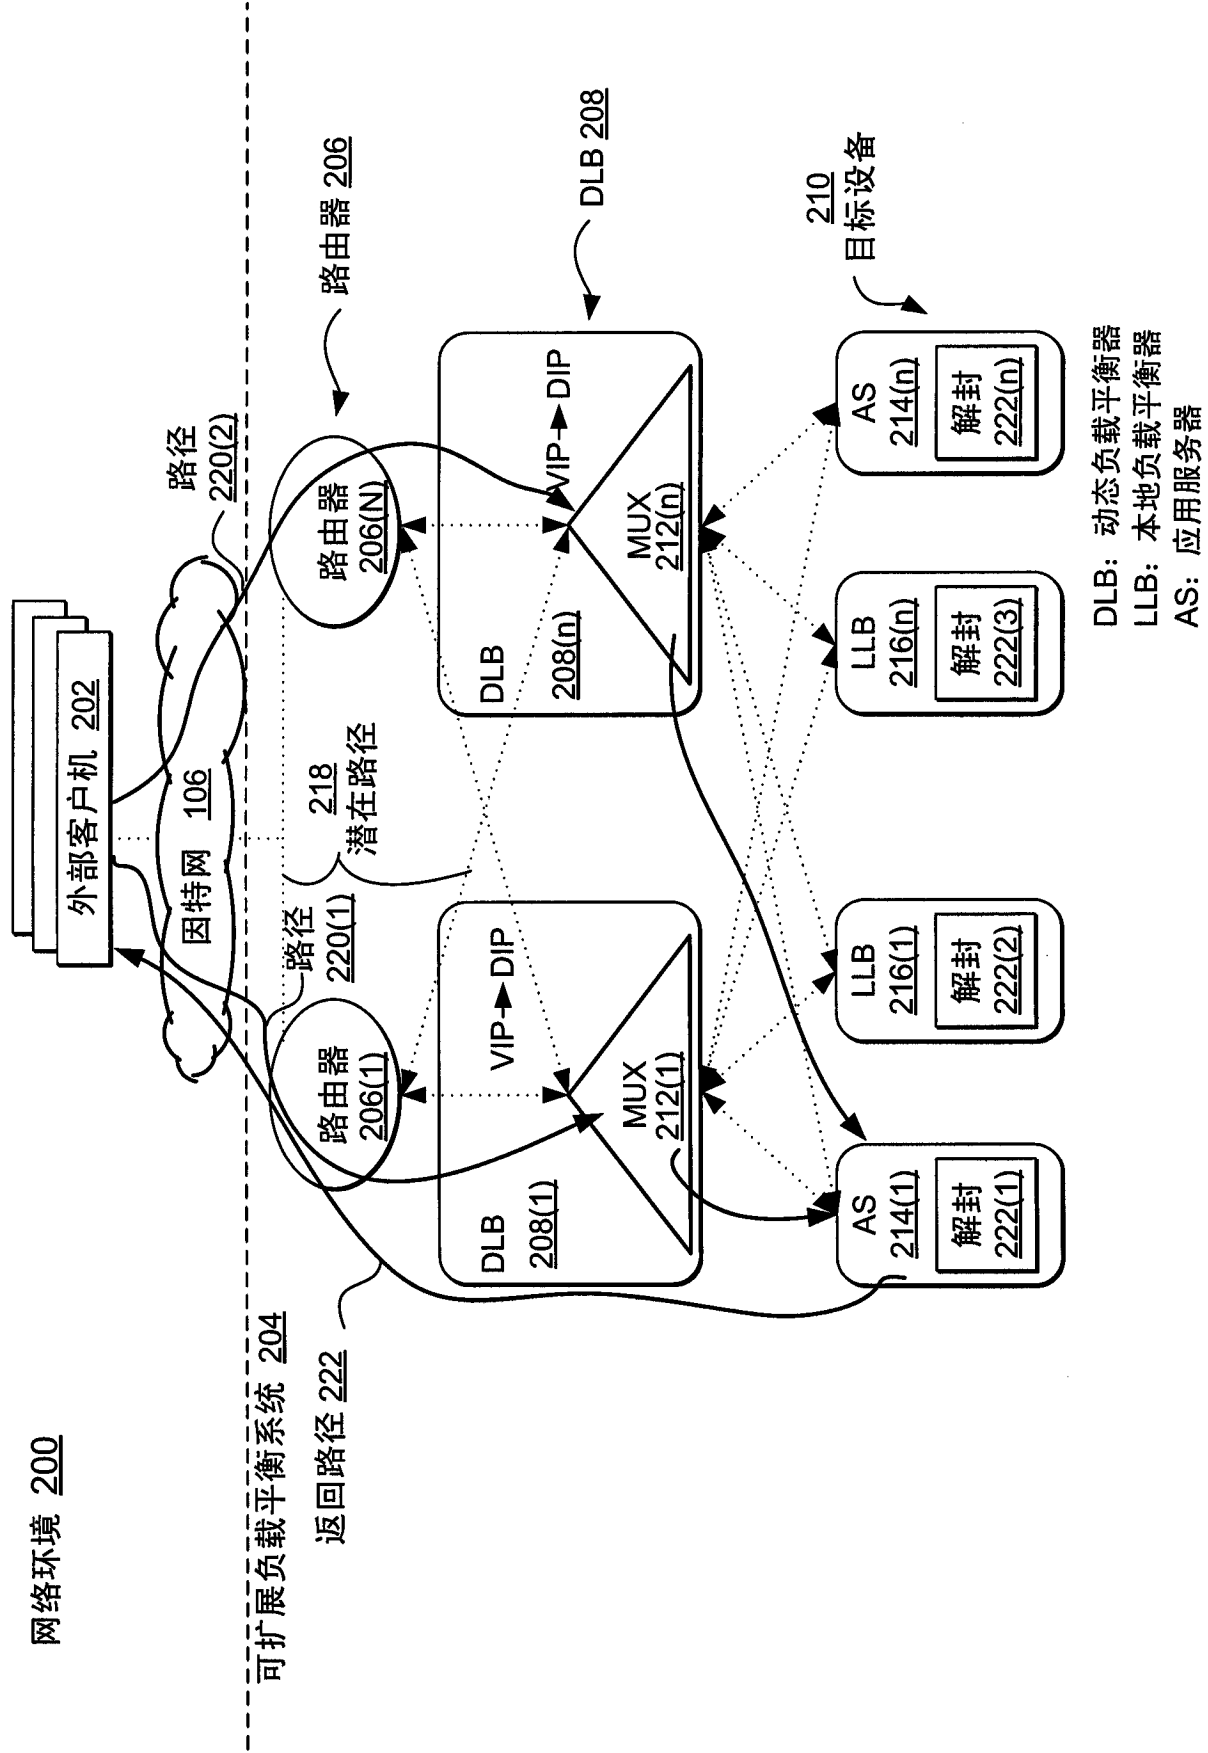 网络环境 200
外部客户机 202
因特网 106
可扩展负载平衡系统 204
返回路径 222
路径
220(1)
218
潜在路径
路径
220(2)
路由器 206
路由器
206(1)
路由器
206(N)
DLB 208
DLB
208(1)
VIP DIP
MUX
212(1)
DLB
208(n)
VIP DIP
MUX
212(n)
210
目标设备
AS
214(1)
解封
222(1)
LLB
216(1)
解封
222(2)
LLB
216(n)
解封
222(3)
AS
214(n)
解封
222(n)
DLB：动态负载平衡器
LLB：本地负载平衡器
AS：应用服务器